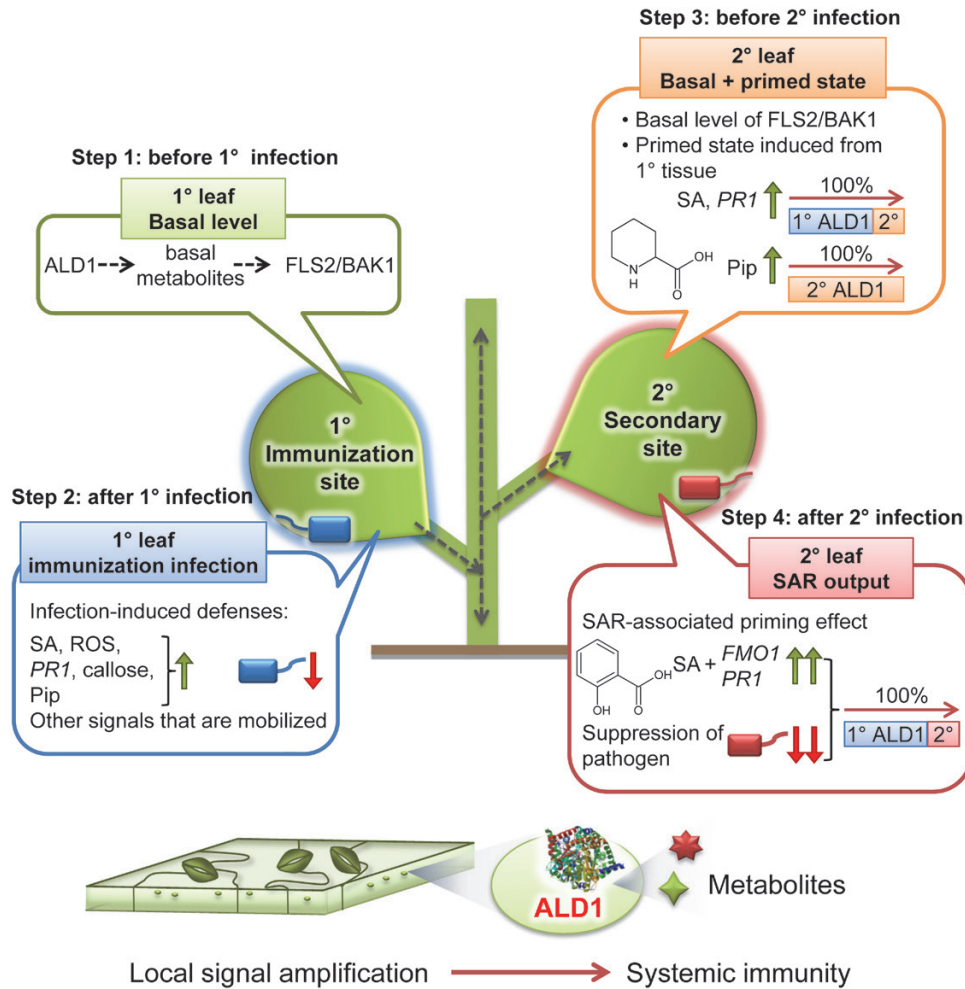 Step 1: before 1° infection
1° leaf
Basal level
ALD1
basal
metabolites
FLS2/BAK1
Step 3: before 2° infection
2° leaf
Basal + primed state
• Basal level of FLS2/BAK1
• Primed state induced from
1° tissue
SA, PR1
100%
1° ALD1 2°
N
H
OH
O
Pip
100%
2° ALD1
1°
Immunization
site
2°
Secondary
site
Step 2: after 1° infection
1° leaf
immunization infection
Infection-induced defenses:
SA, ROS,
PR1, callose,
Pip
Other signals that are mobilized
Step 4: after 2° infection
2° leaf
SAR output
SAR-associated priming effect
OH
O
OH
SA + FMO1
PR1
Suppression of
pathogen
100%
1° ALD1 2°
ALD1
Metabolites
Local signal amplification
Systemic immunity